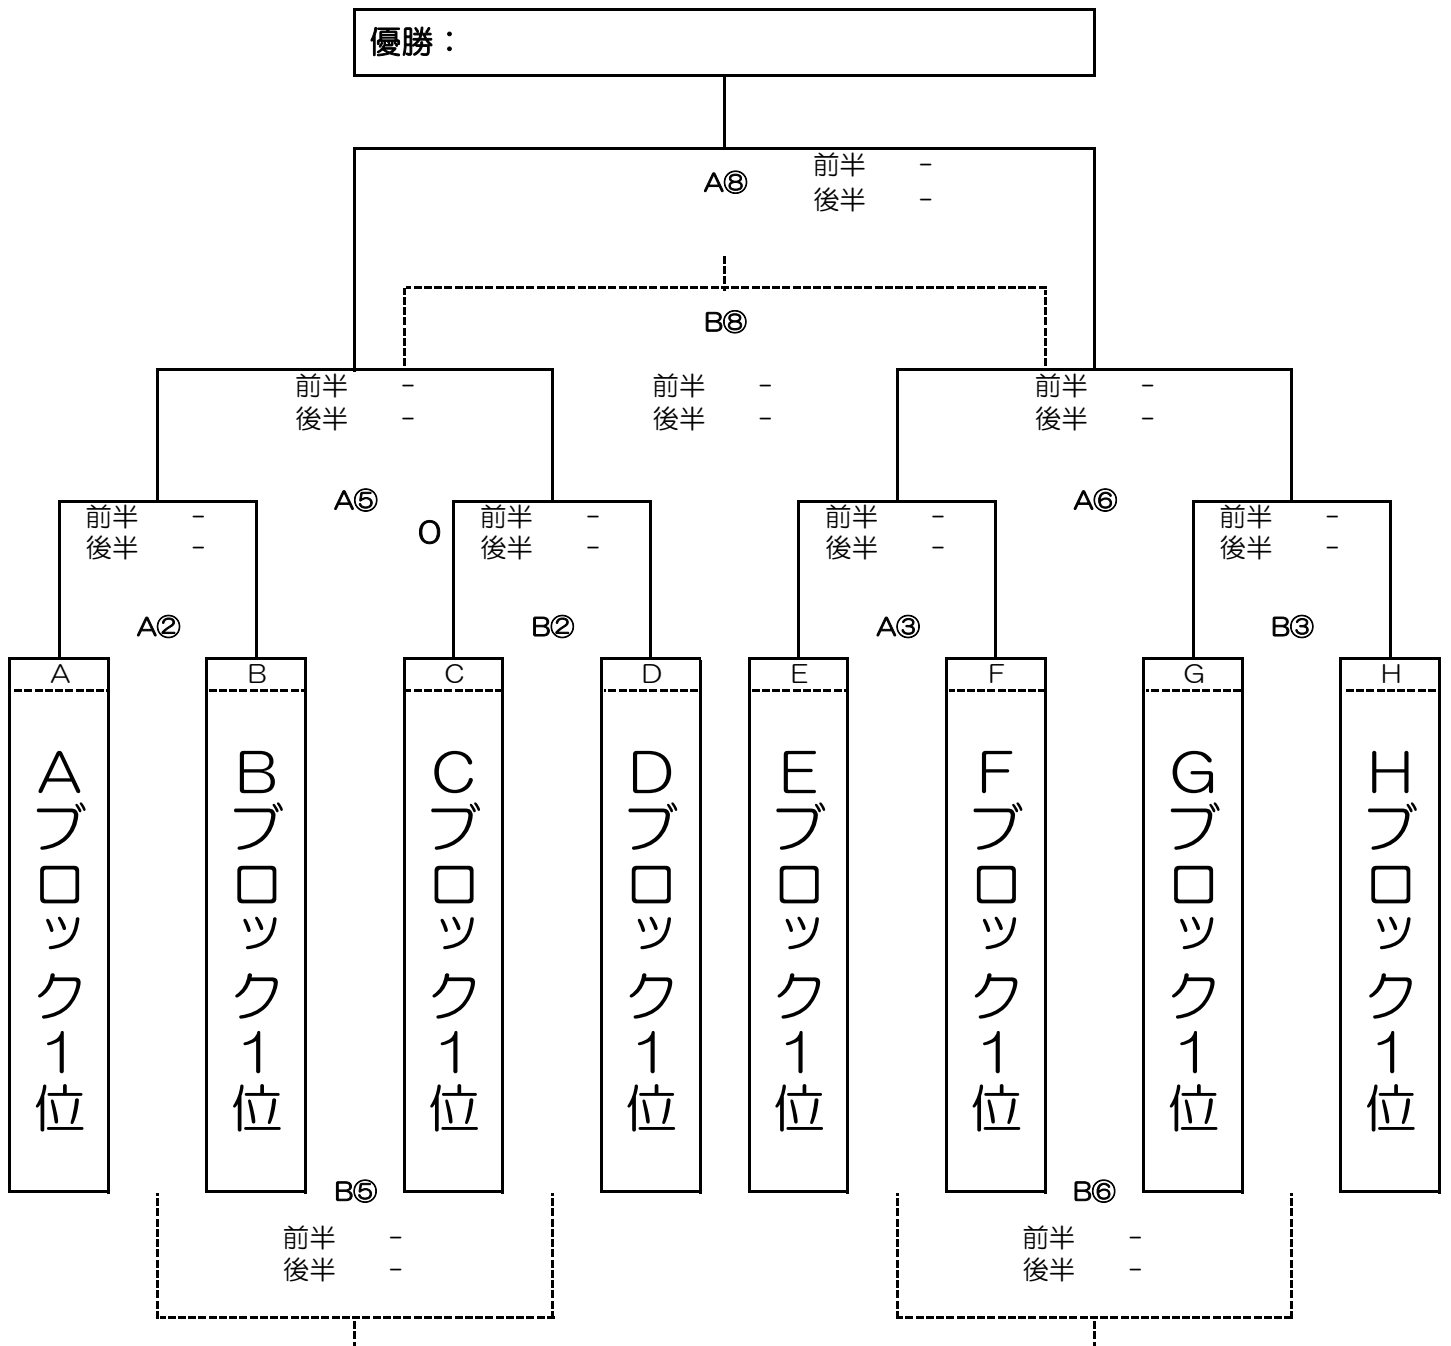 優勝：
A⑧
前半 -
後半 -
B⑧
前半 -
後半 -
前半 -
後半 -
前半 -
後半 -
A⑤
A⑥
前半 -
後半 -
0
前半 -
後半 -
前半 -
後半 -
前半 -
後半 -
A②
B②
A③
B③
A
B
C
D
E
F
G
H
Aブロック1位
Bブロック1位
Cブロック1位
Dブロック1位
Eブロック1位
Fブロック1位
Gブロック1位
Hブロック1位
B⑤
前半 -
後半 -
B⑥
前半 -
後半 -